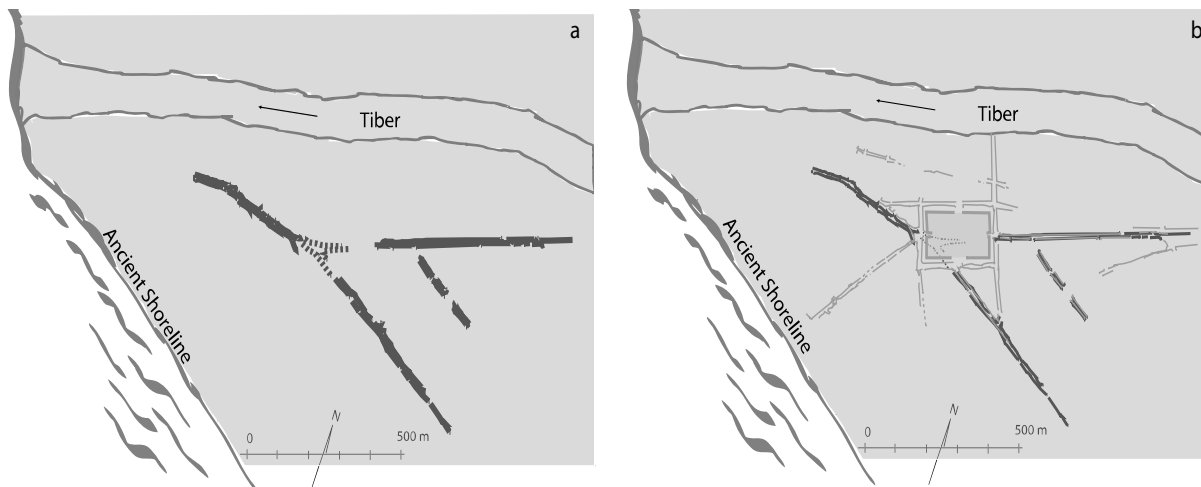 a
Tiber
Ancient Shoreline
N
0 500 m
b
Tiber
Ancient Shoreline
N
0 500 m